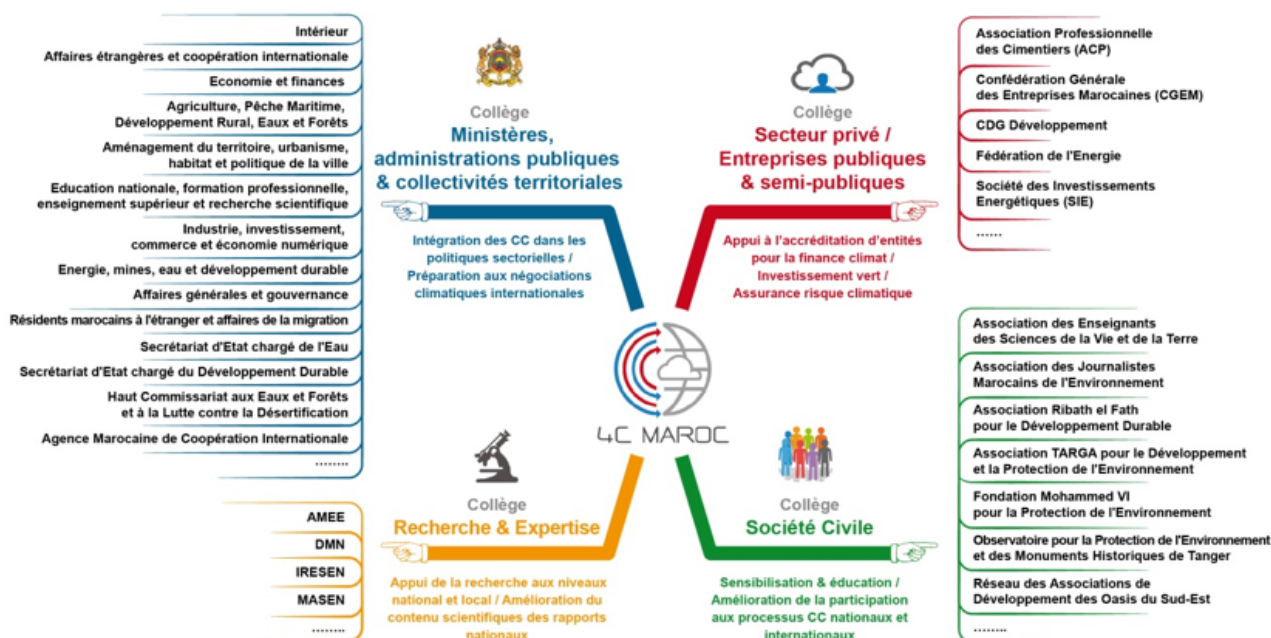 Intérieur
Affaires étrangères et coopération internationale
Economie et finances
Agriculture, Pêche Maritime,
Développement Rural, Eaux et Forêts
Aménagement du territoire, urbanisme,
habitat et politique de la ville
Education nationale, formation professionnelle,
enseignement supérieur et recherche scientifique
Industrie, investissement,
commerce et économie numérique
Energie, mines, eau et développement durable
Affaires générales et gouvernance
Résidents marocains à l'étranger et affaires de la migration
Secrétariat d'Etat chargé de l'Eau
Secrétariat d'Etat chargé du Développement Durable
Haut Commissariat aux Eaux et Forêts
et à la Lutte contre la Désertification
Agence Marocaine de Coopération Internationale
........
Collège
Ministères,
administrations publiques
& collectivités territoriales
Intégration des CC dans les
politiques sectorielles /
Préparation aux négociations
climatiques internationales
Collège
Secteur privé /
Entreprises publiques
& semi-publiques
Appui à l'accréditation d'entités
pour la finance climat /
Investissement vert /
Assurance risque climatique
Association Professionnelle
des Cimentiers (ACP)
Confédération Générale
des Entreprises Marocaines (CGEM)
CDG Développement
Fédération de l'Energie
Société des Investissements
Energétiques (SIE)
......
4C MAROC
AMEE
DMN
IRESEN
MASEN
........
Collège
Recherche & Expertise
Appui de la recherche aux niveaux
national et local / Amélioration du
contenu scientifiques des rapports
nationaux
Collège
Société Civile
Sensibilisation & éducation /
Amélioration de la participation
aux processus CC nationaux et
internationaux
Association des Enseignants
des Sciences de la Vie et de la Terre
Association des Journalistes
Marocains de l'Environnement
Association Ribath el Fath
pour le Développement Durable
Association TARGA pour le Développement
et la Protection de l'Environnement
Fondation Mohammed VI
pour la Protection de l'Environnement
Observatoire pour la Protection de l'Environnement
et des Monuments Historiques de Tanger
Réseau des Associations de
Développement des Oasis du Sud-Est
........